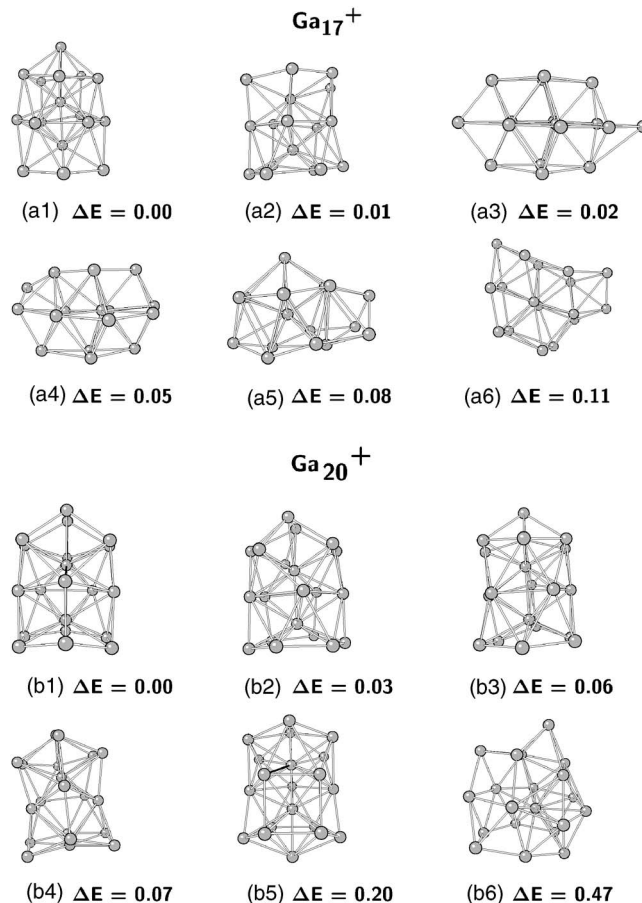 Ga17+
(a1) ΔE = 0.00 (a2) ΔE = 0.01 (a3) ΔE = 0.02
(a4) ΔE = 0.05 (a5) ΔE = 0.08 (a6) ΔE = 0.11
Ga20+
(b1) ΔE = 0.00 (b2) ΔE = 0.03 (b3) ΔE = 0.06
(b4) ΔE = 0.07 (b5) ΔE = 0.20 (b6) ΔE = 0.47